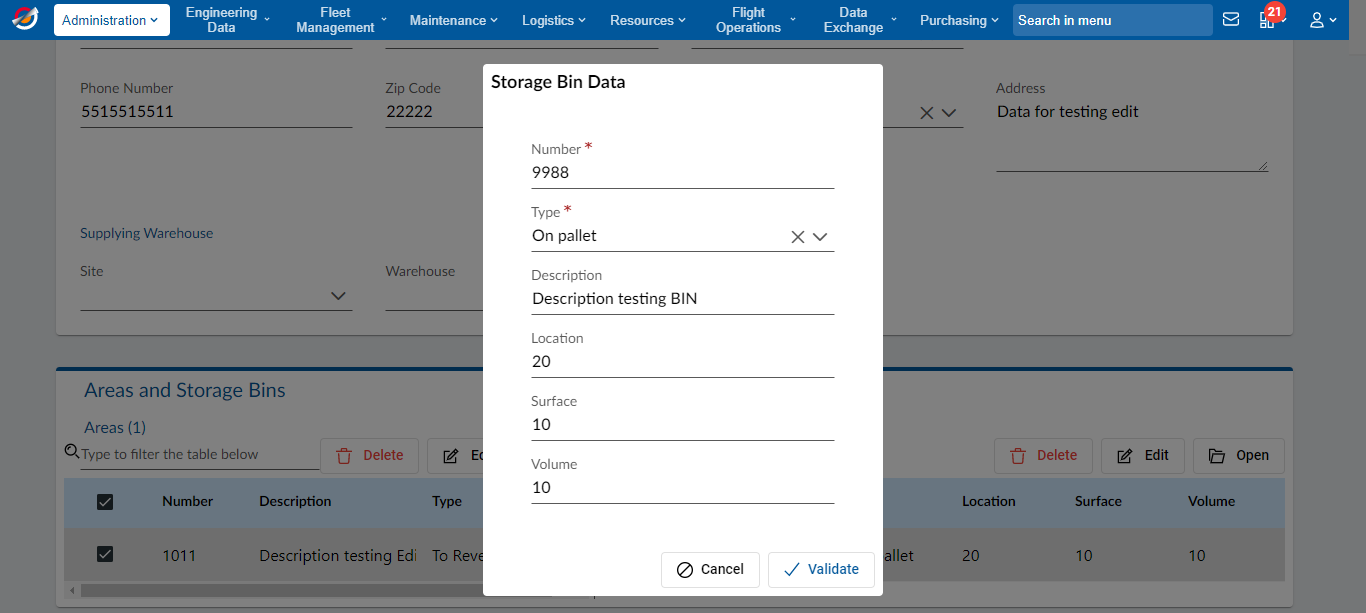 Administration
Engineering Data
Fleet Management
Maintenance
Logistics
Resources
Flight Operations
Data Exchange
Purchasing
Search in menu
21
Phone Number
5515515511
Zip Code
22222
Address
Data for testing edit
Supplying Warehouse
Site
Warehouse
Storage Bin Data
Number *
9988
Type *
On pallet
Description
Description testing BIN
Location
20
Surface
10
Volume
10
Cancel
Validate
Areas and Storage Bins
Areas (1)
Type to filter the table below
Delete
Delete
Edit
Open
Number Description Type Location Surface Volume
1011 Description testing Edi To Reve allet 20 10 10